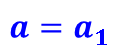 a = a₁